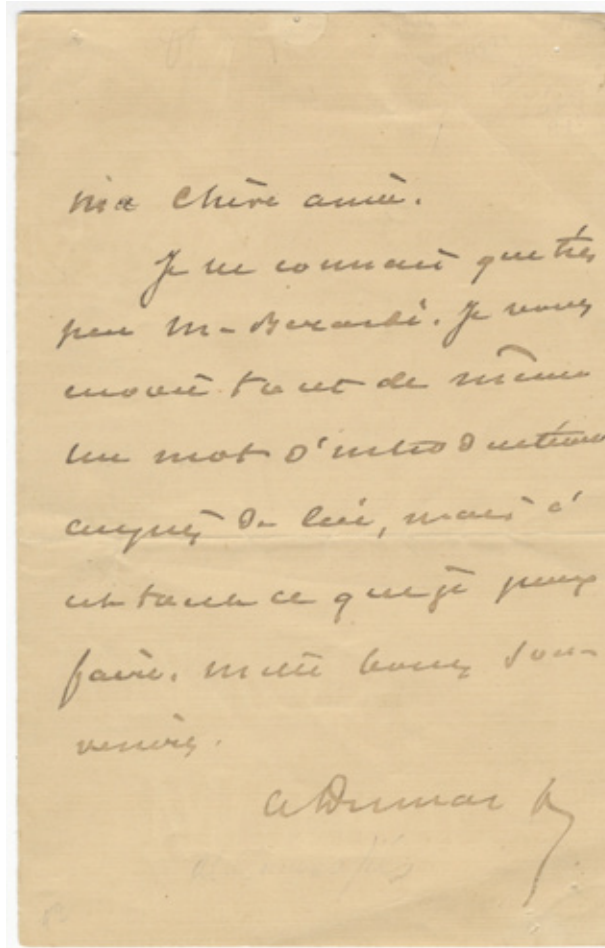 Ma Chère amie.
Je ne connais que très
peu M. Berardi. Je vous
envoie tout de même
un mot d'introduction
auprès de lui, mais c'
est tout ce que je peux
faire. Mille bons sou-
venirs.
A Dumas f